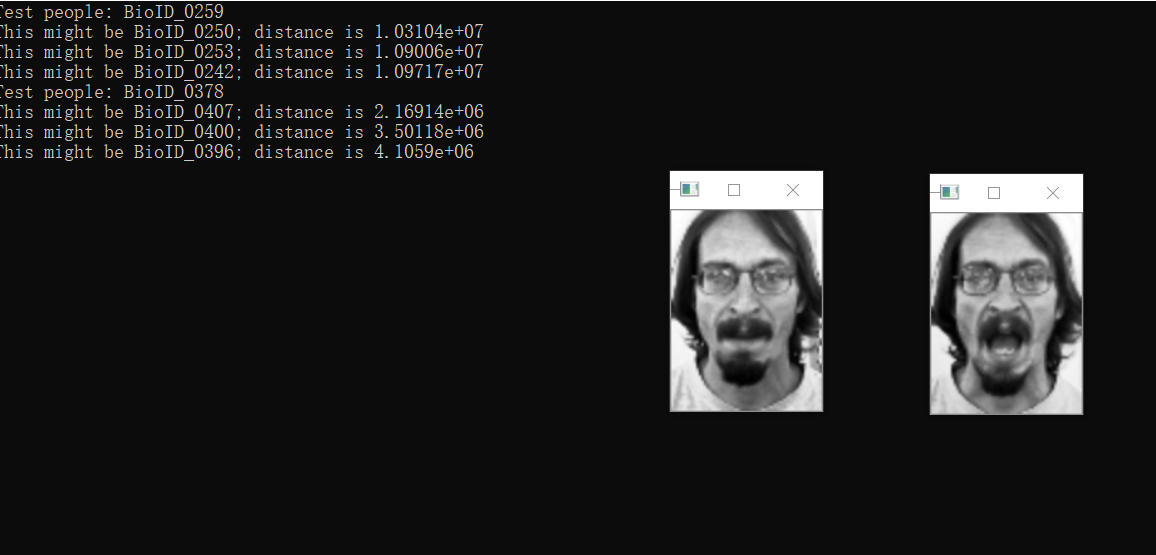 Test people: BioID_0259
This might be BioID_0250; distance is 1.03104e+07
This might be BioID_0253; distance is 1.09006e+07
This might be BioID_0242; distance is 1.09717e+07
Test people: BioID_0378
This might be BioID_0407; distance is 2.16914e+06
This might be BioID_0400; distance is 3.50118e+06
This might be BioID_0396; distance is 4.1059e+06